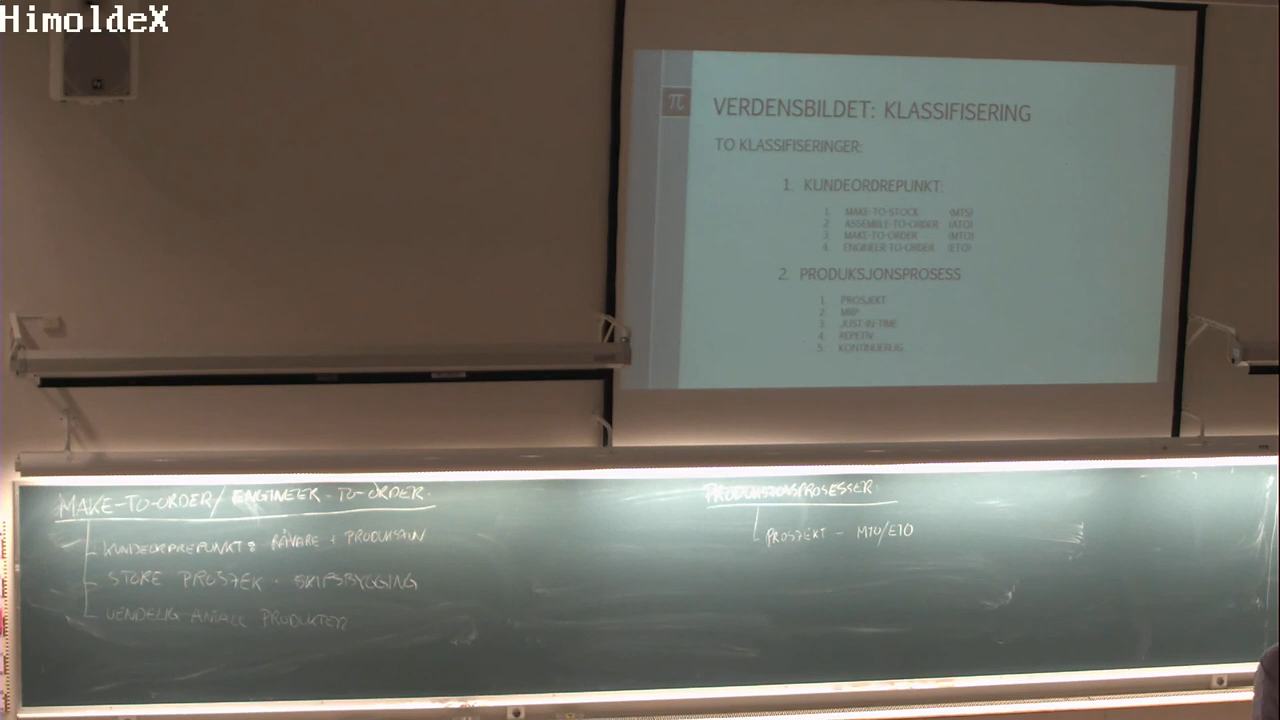 HimoldeX
π
VERDENSBILDET: KLASSIFISERING
TO KLASSIFISERINGER:
1. KUNDEORDREPUNKT:
1. MAKE-TO-STOCK (MTS)
2. ASSEMBLE-TO-ORDER (ATO)
3. MAKE-TO-ORDER (MTO)
4. ENGINEER-TO-ORDER (ETO)
2. PRODUKSJONSPROSESS
1. PROSJEKT
2. MRP
3. JUST-IN-TIME
4. REPETIV
5. KONTINUERLIG
MAKE-TO-ORDER/ ENGINEER-TO-ORDER
KUNDEORDREPUNKT: RÅVARE + PRODUKSJON
STORE PROSJEK - SKIPSBYGGING
UENDELIG ANTALL PRODUKTER
PRODUKSJONSPROSESSER
PROSJEKT - MTO/ETO